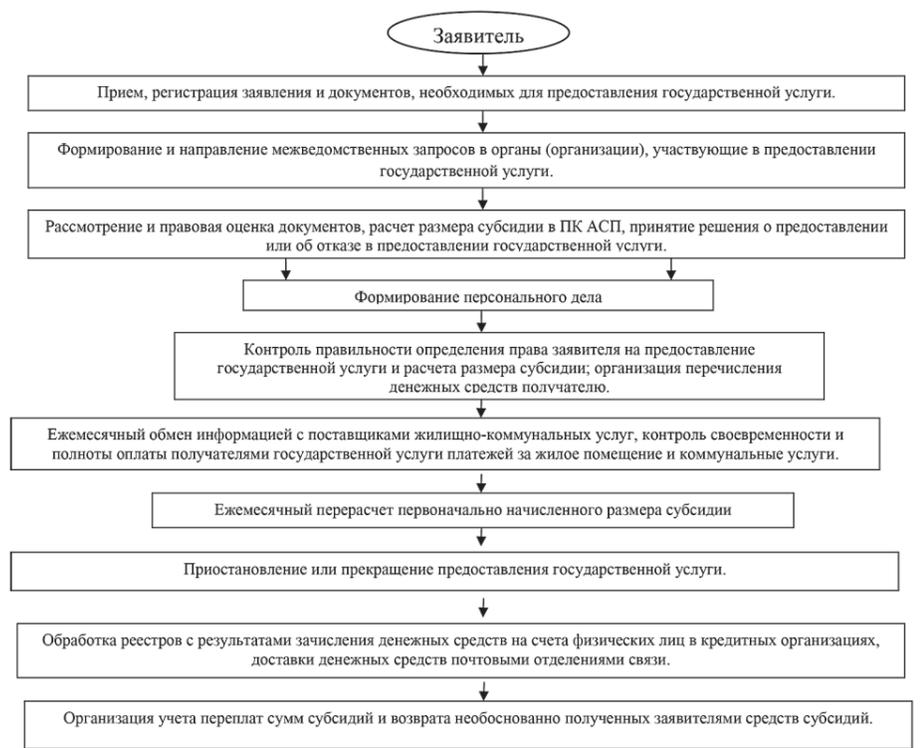 Заявитель
Прием, регистрация заявления и документов, необходимых для предоставления государственной услуги.
Формирование и направление межведомственных запросов в органы (организации), участвующие в предоставлении
государственной услуги.
Рассмотрение и правовая оценка документов, расчет размера субсидии в ПК АСП, принятие решения о предоставлении
или об отказе в предоставлении государственной услуги.
Формирование персонального дела
Контроль правильности определения права заявителя на предоставление
государственной услуги и расчета размера субсидии; организация перечисления
денежных средств получателю.
Ежемесячный обмен информацией с поставщиками жилищно-коммунальных услуг, контроль своевременности и
полноты оплаты получателями государственной услуги платежей за жилое помещение и коммунальные услуги.
Ежемесячный перерасчет первоначально начисленного размера субсидии
Приостановление или прекращение предоставления государственной услуги.
Обработка реестров с результатами зачисления денежных средств на счета физических лиц в кредитных организациях,
доставки денежных средств почтовыми отделениями связи.
Организация учета переплат сумм субсидий и возврата необоснованно полученных заявителями средств субсидий.